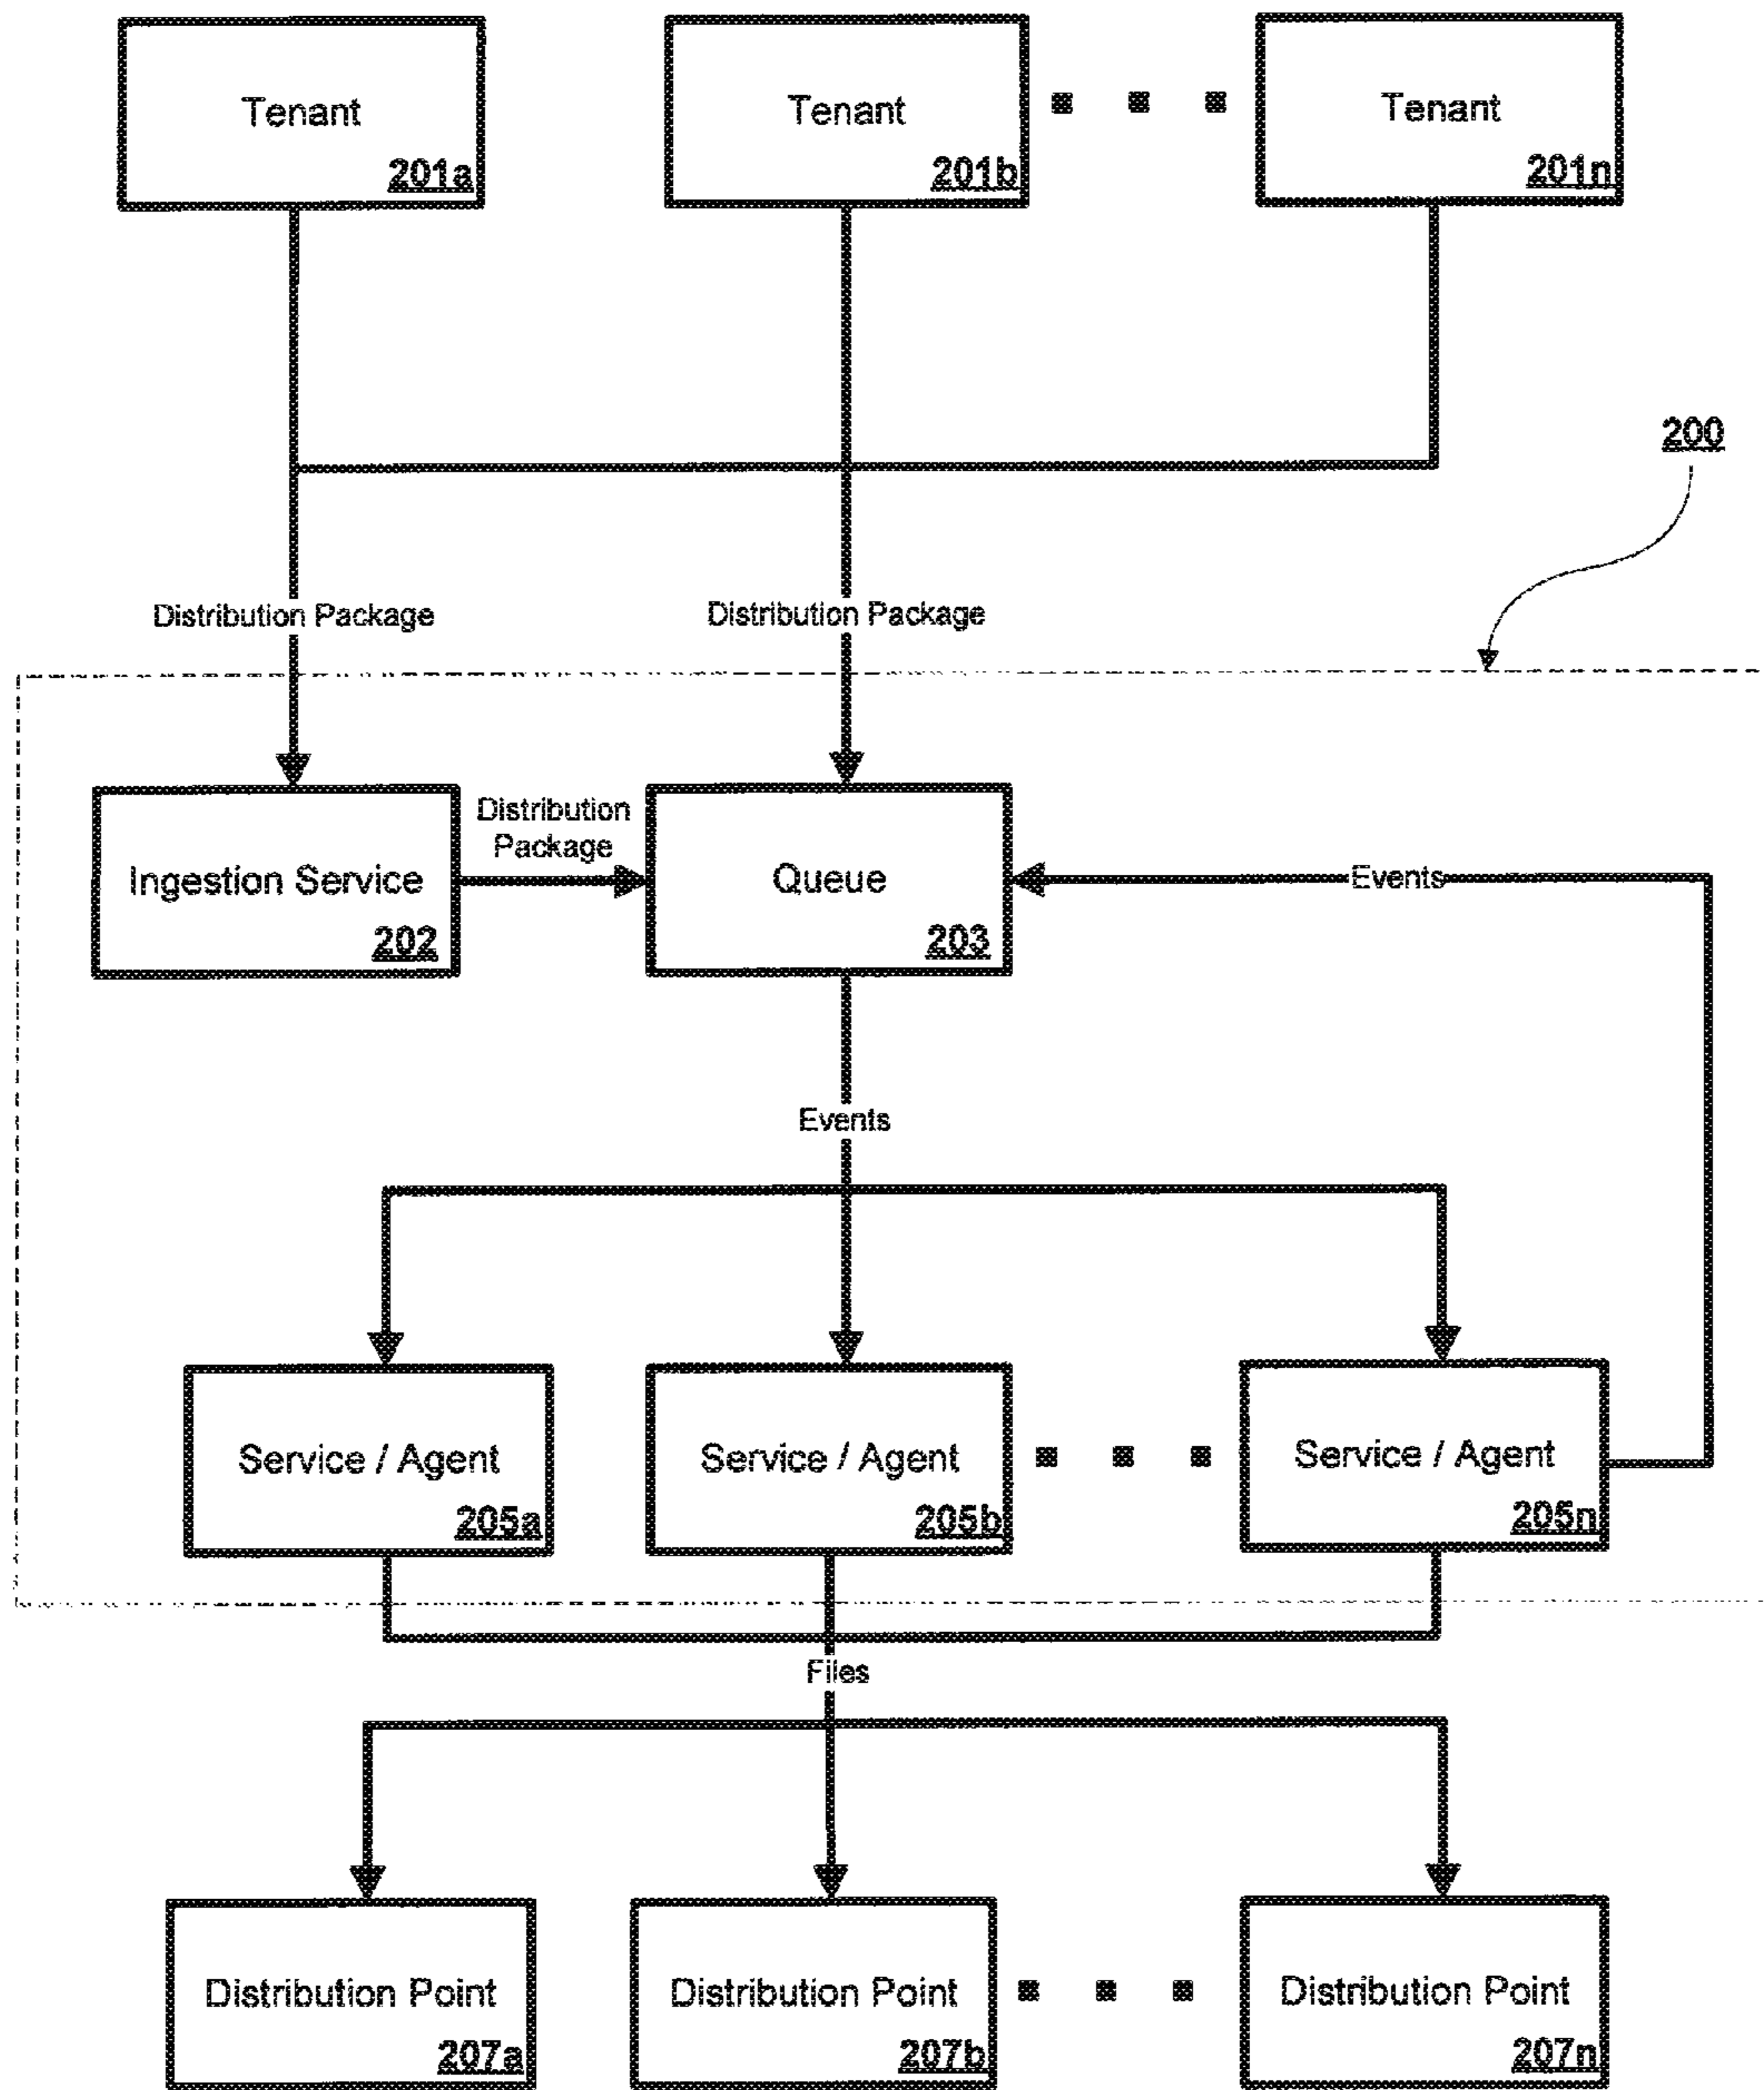 Tenant
201a
Tenant
201b
Tenant
201n
200
Distribution Package
Distribution Package
Ingestion Service
202
Distribution
Package
Queue
203
Events
Events
Service / Agent
205a
Service / Agent
205b
Service / Agent
205n
Files
Distribution Point
207a
Distribution Point
207b
Distribution Point
207n